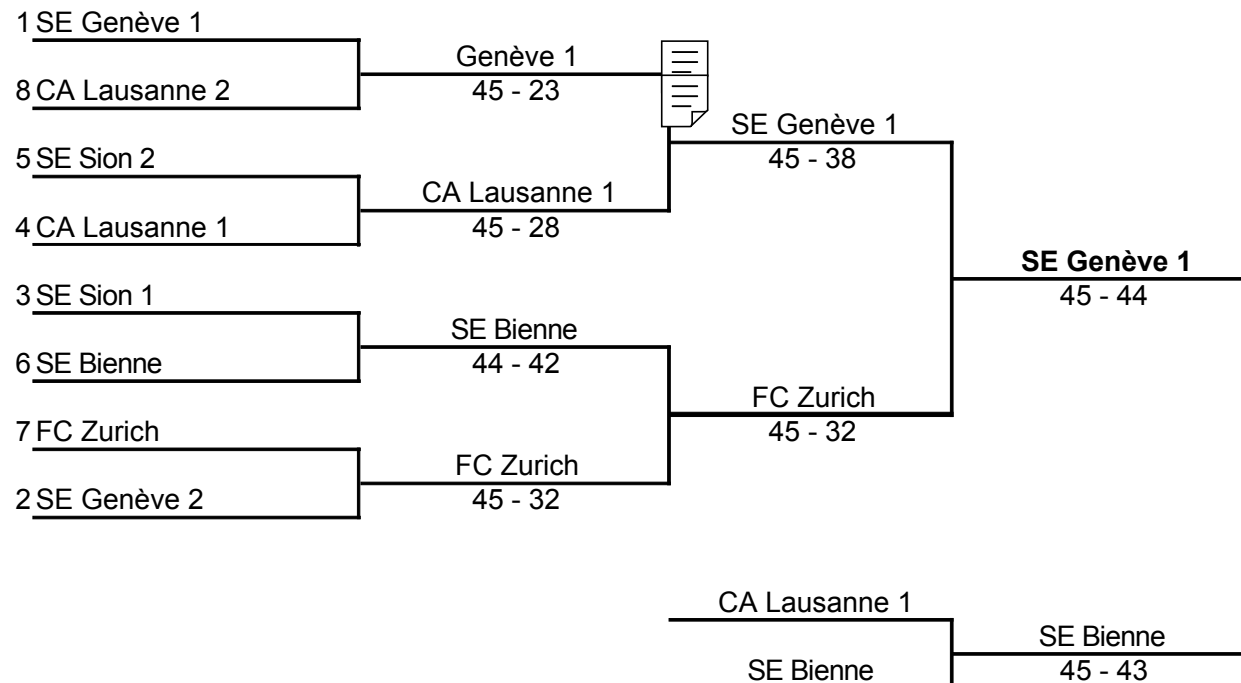 1 SE Genève 1
Genève 1
45 - 23
8 CA Lausanne 2
SE Genève 1
45 - 38
5 SE Sion 2
CA Lausanne 1
45 - 28
4 CA Lausanne 1
SE Genève 1
45 - 44
3 SE Sion 1
SE Bienne
44 - 42
6 SE Bienne
FC Zurich
45 - 32
7 FC Zurich
FC Zurich
45 - 32
2 SE Genève 2
CA Lausanne 1
SE Bienne
45 - 43
SE Bienne